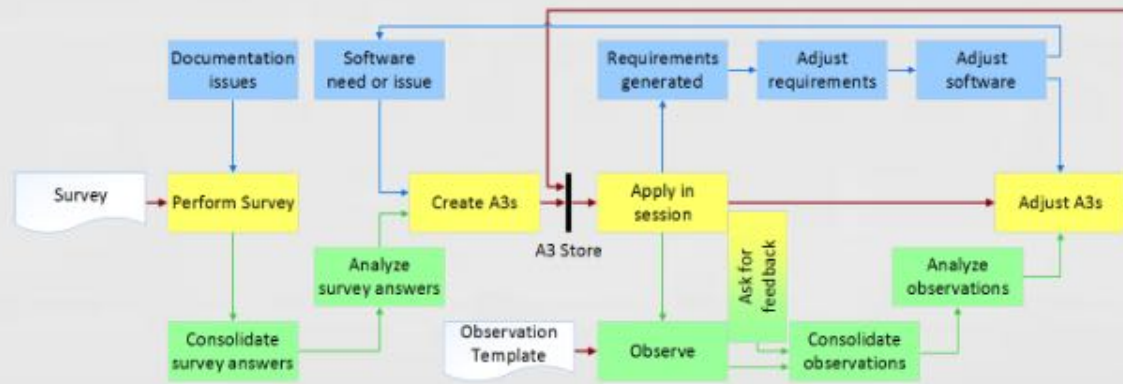 Documentation
issues
Software
need or issue
Requirements
generated
Adjust
requirements
Adjust
software
Survey
Perform Survey
Create A3s
A3 Store
Apply in
session
Adjust A3s
Ask for
feedback
Analyze
survey answers
Analyze
observations
Consolidate
survey answers
Observation
Template
Observe
Consolidate
observations